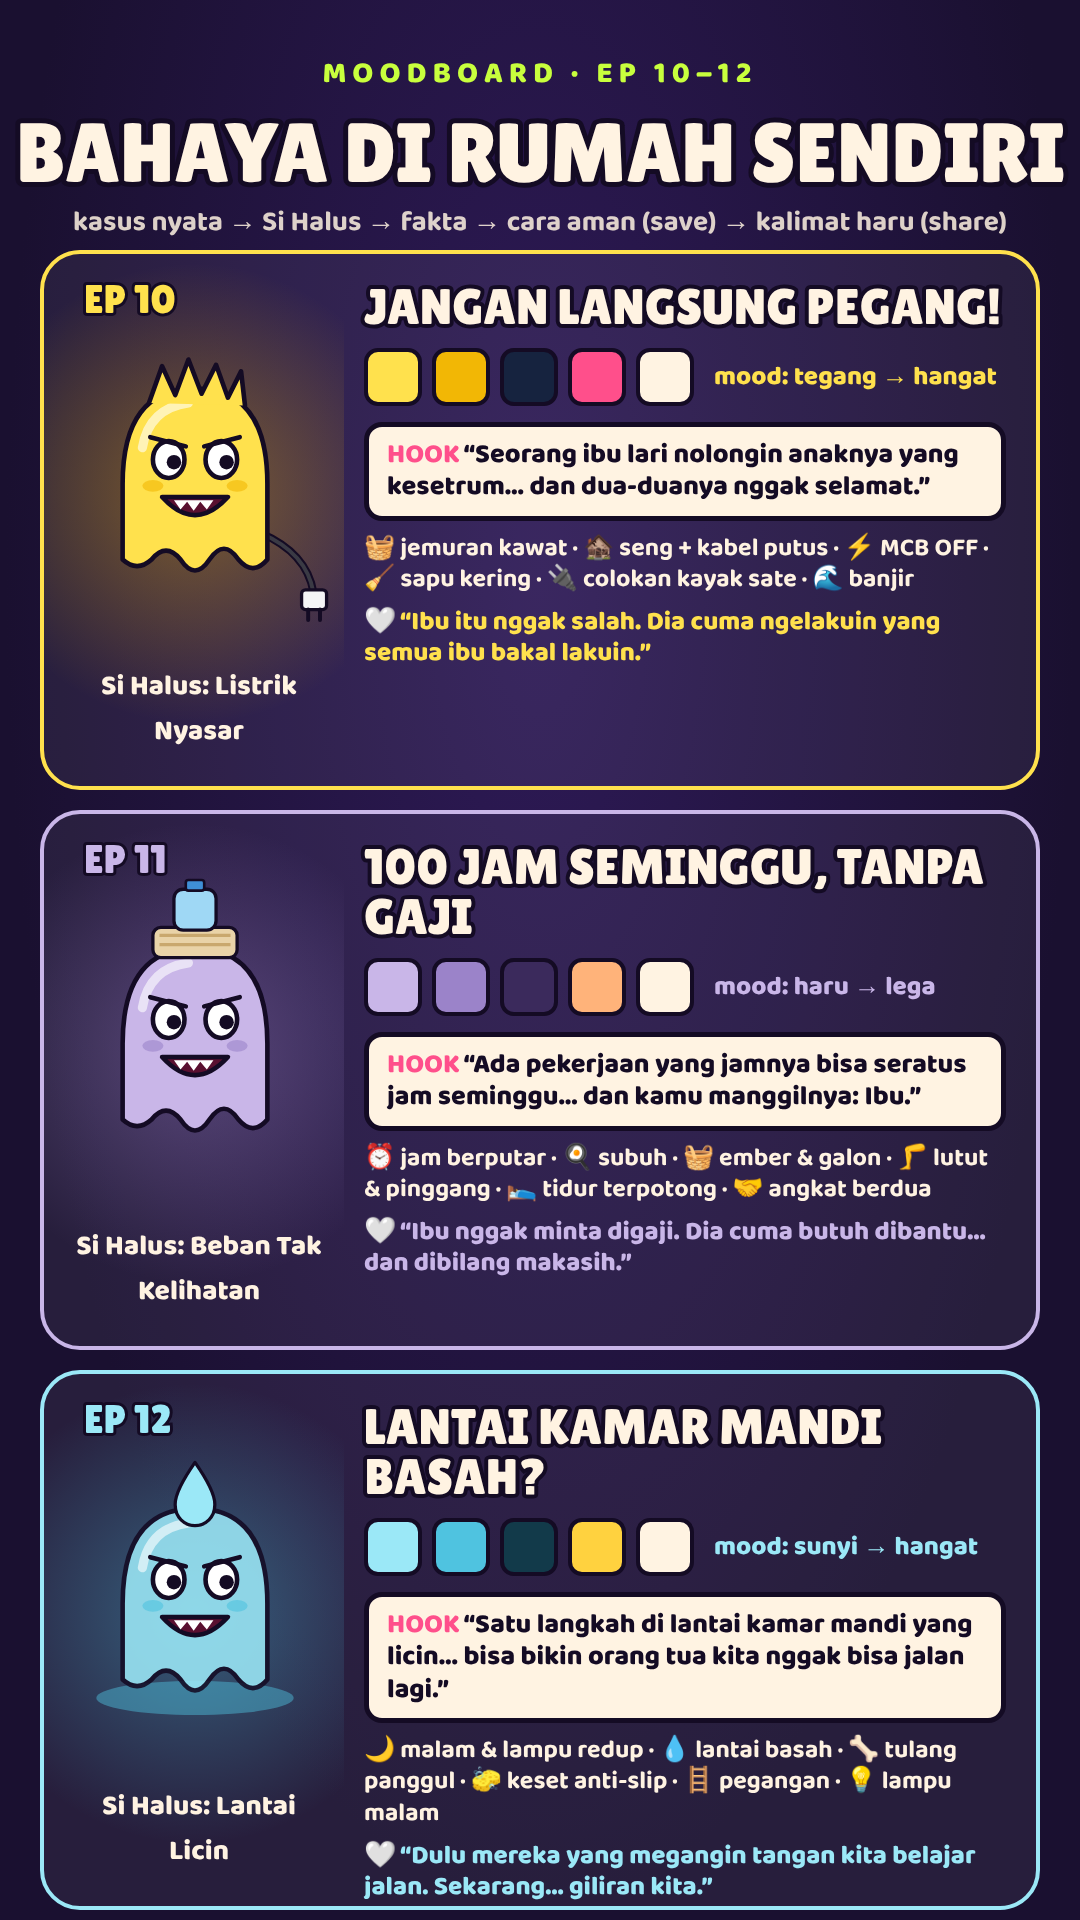 MOODBOARD · EP 10–12
BAHAYA DI RUMAH SENDIRI
kasus nyata → Si Halus → fakta → cara aman (save) → kalimat haru (share)
EP 10
Si Halus: Listrik
Nyasar
JANGAN LANGSUNG PEGANG!
mood: tegang → hangat
HOOK “Seorang ibu lari nolongin anaknya yang
kesetrum... dan dua-duanya nggak selamat.”
🧺 jemuran kawat · 🏚️ seng + kabel putus · ⚡ MCB OFF ·
🧹 sapu kering · 🔌 colokan kayak sate · 🌊 banjir
🤍 “Ibu itu nggak salah. Dia cuma ngelakuin yang
semua ibu bakal lakuin.”
EP 11
Si Halus: Beban Tak
Kelihatan
100 JAM SEMINGGU, TANPA
GAJI
mood: haru → lega
HOOK “Ada pekerjaan yang jamnya bisa seratus
jam seminggu... dan kamu manggilnya: Ibu.”
⏰ jam berputar · 🍳 subuh · 🧺 ember & galon · 🦵 lutut
& pinggang · 🛌 tidur terpotong · 🤝 angkat berdua
🤍 “Ibu nggak minta digaji. Dia cuma butuh dibantu...
dan dibilang makasih.”
EP 12
Si Halus: Lantai
Licin
LANTAI KAMAR MANDI
BASAH?
mood: sunyi → hangat
HOOK “Satu langkah di lantai kamar mandi yang
licin... bisa bikin orang tua kita nggak bisa jalan
lagi.”
🌙 malam & lampu redup · 💧 lantai basah · 🦴 tulang
panggul · 🧽 keset anti-slip · 🪜 pegangan · 💡 lampu
malam
🤍 “Dulu mereka yang megangin tangan kita belajar
jalan. Sekarang... giliran kita.”